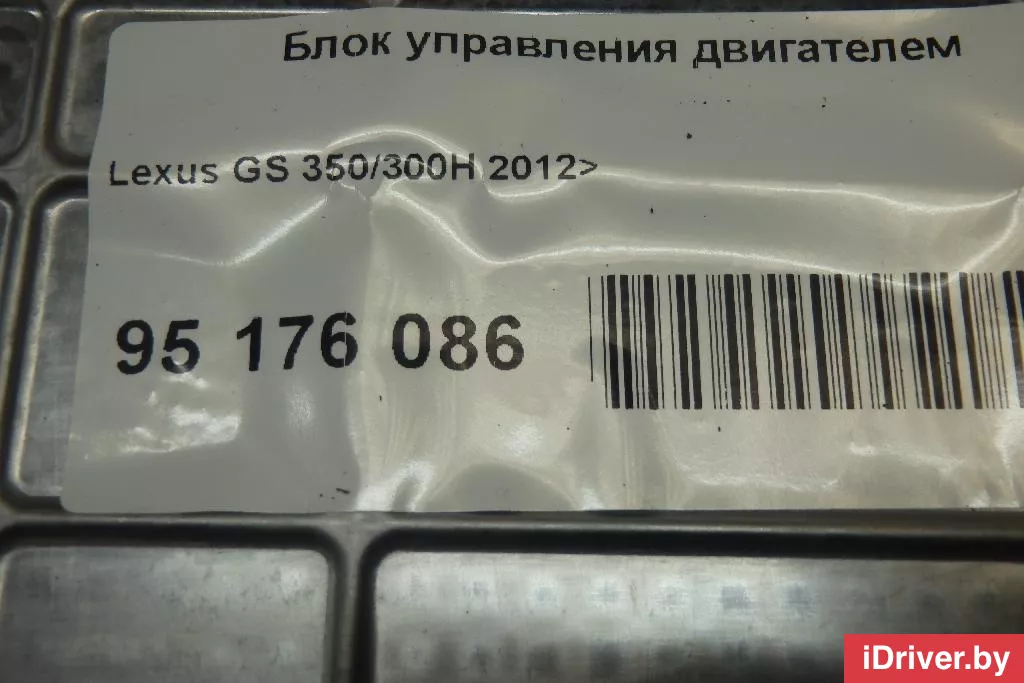 Блок управления двигателем
Lexus GS 350/300H 2012>
95 176 086
iDriver.by